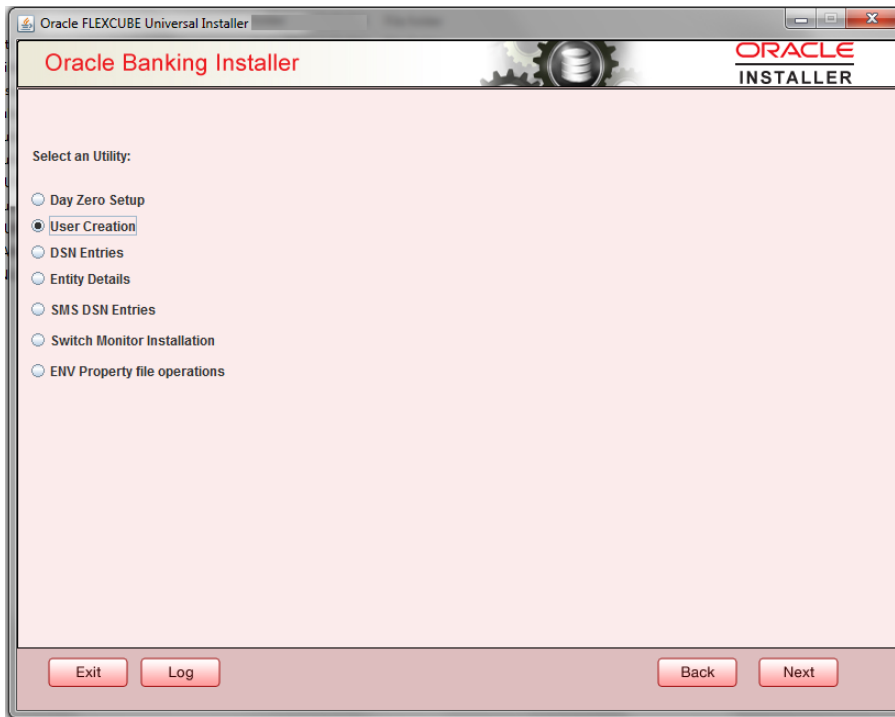 Oracle FLEXCUBE Universal Installer
Oracle Banking Installer
ORACLE
INSTALLER
Select an Utility:
Day Zero Setup
User Creation
DSN Entries
Entity Details
SMS DSN Entries
Switch Monitor Installation
ENV Property file operations
Exit
Log
Back
Next